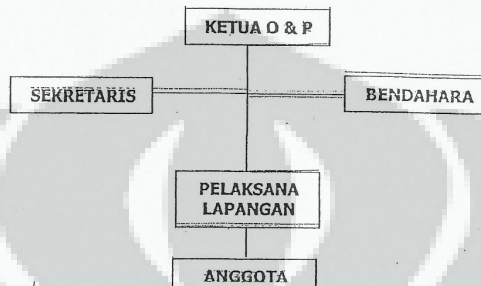 KETUA O & P
SEKRETARIS
BENDAHARA
PELAKSANA
LAPANGAN
ANGGOTA